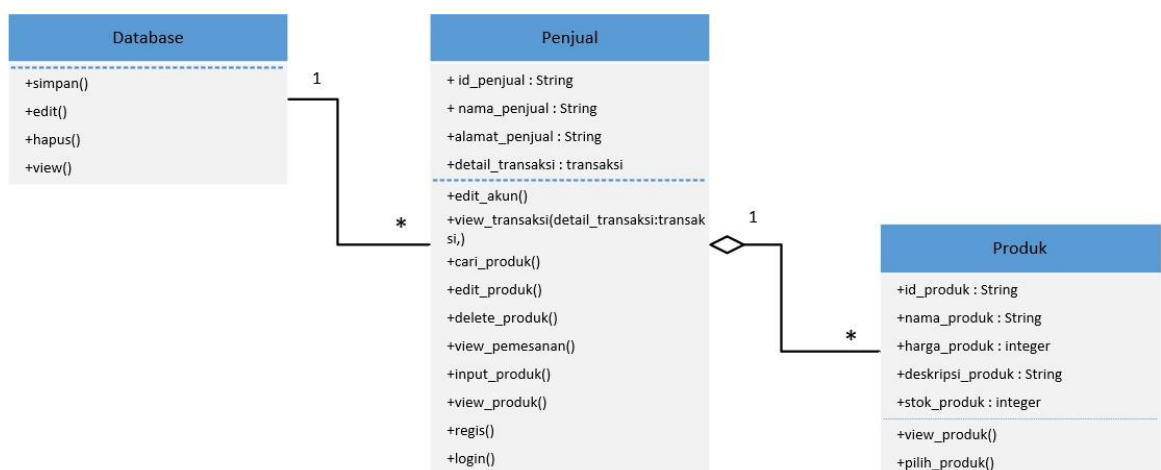 Database
+simpan()
+edit()
+hapus()
+view()
1
*
Penjual
+ id_penjual : String
+ nama_penjual : String
+alamat_penjual : String
+detail_transaksi : transaksi
+edit_akun()
+view_transaksi(detail_transaksi:transak
si,)
+cari_produk()
+edit_produk()
+delete_produk()
+view_pemesanan()
+input_produk()
+view_produk()
+regis()
+login()
1
*
Produk
+id_produk : String
+nama_produk : String
+harga_produk : integer
+deskripsi_produk : String
+stok_produk : integer
+view_produk()
+pilih_produk()